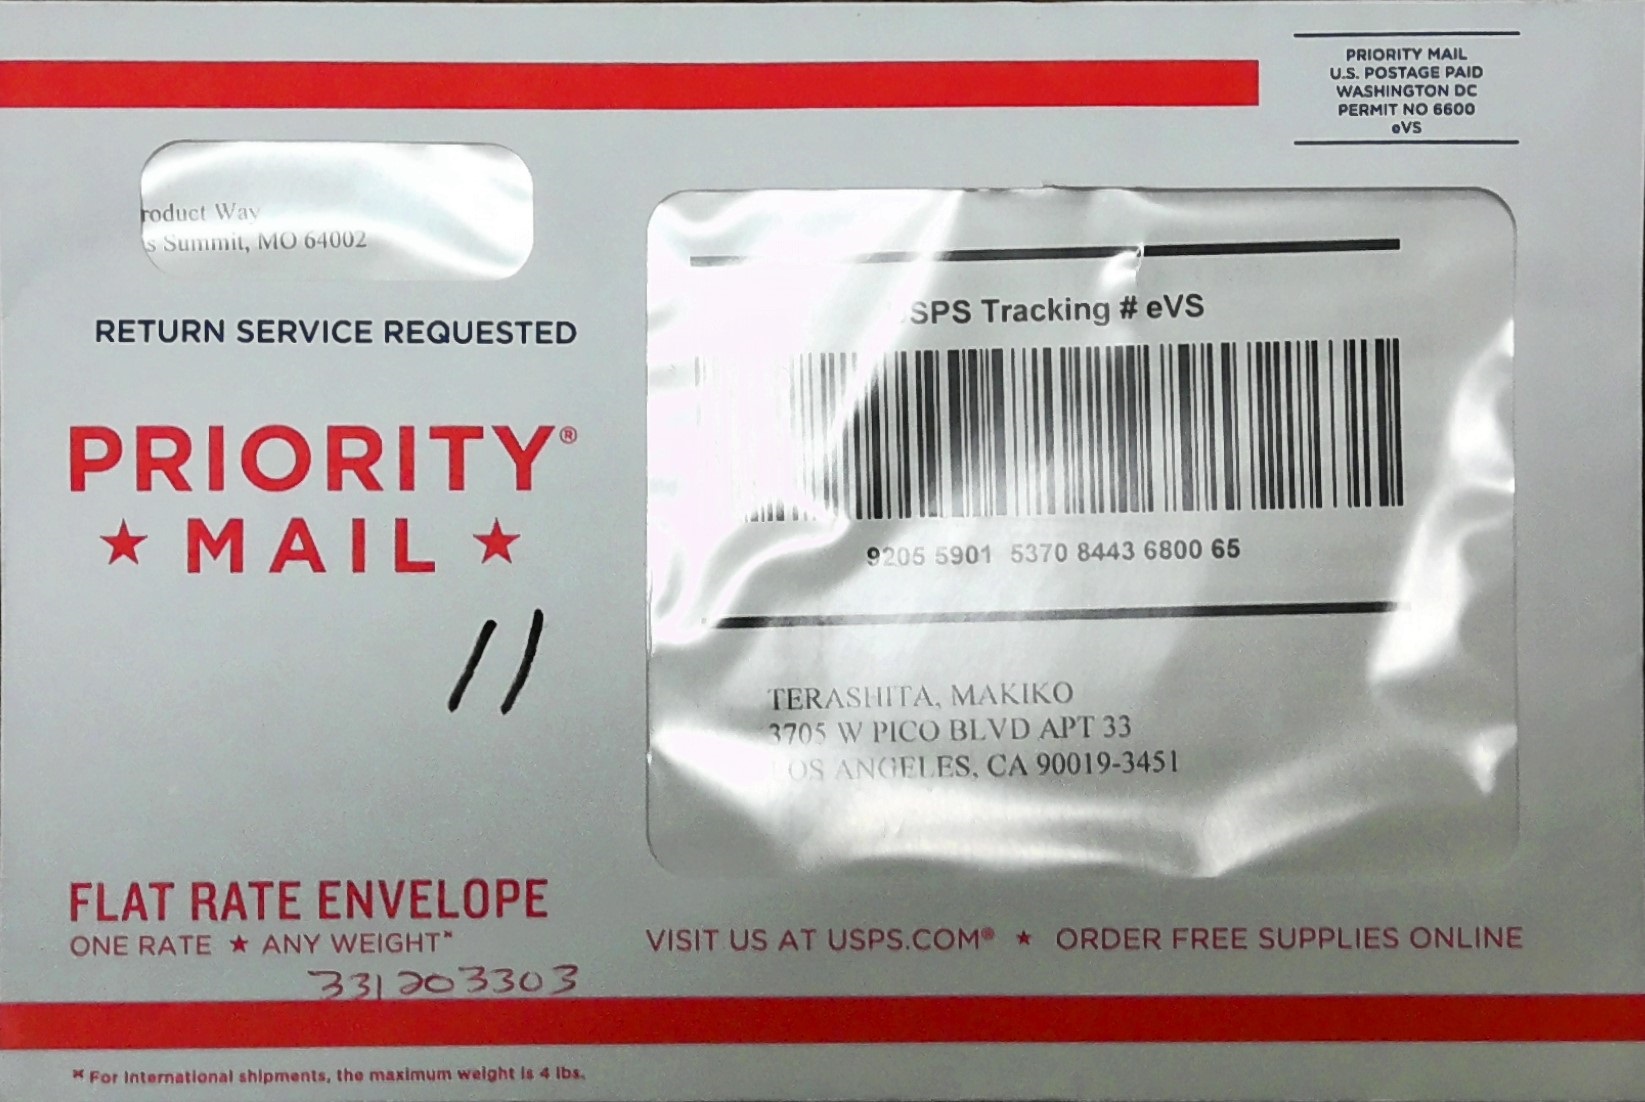 PRIORITY MAIL
U.S. POSTAGE PAID
WASHINGTON DC
PERMIT NO 6600
eVS
roduct Way
s Summit, MO 64002
RETURN SERVICE REQUESTED
PRIORITY®
★ MAIL ★
11
FLAT RATE ENVELOPE
ONE RATE ★ ANY WEIGHT*
331203303
SPS Tracking # eVS
9205 5901 5370 8443 6800 65
TERASHITA, MAKIKO
3705 W PICO BLVD APT 33
LOS ANGELES, CA 90019-3451
VISIT US AT USPS.COM® ★ ORDER FREE SUPPLIES ONLINE
* For International shipments, the maximum weight is 4 lbs.